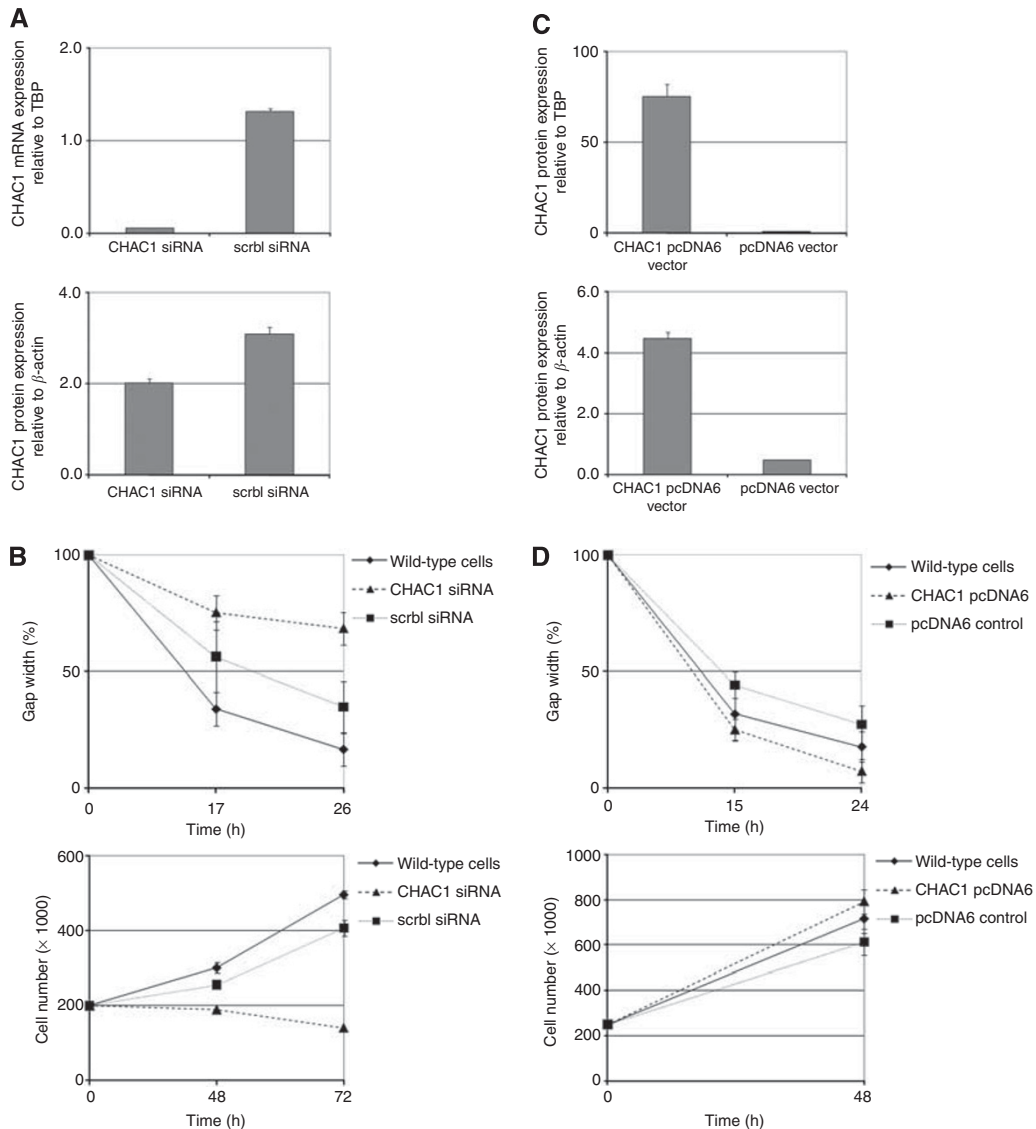 A
2.0
1.0
0.0
CHAC1 mRNA expression
relative to TBP
CHAC1 siRNA
scrbl siRNA
4.0
2.0
0.0
CHAC1 protein expression
relative to β-actin
CHAC1 siRNA
scrbl siRNA
C
100
50
0
CHAC1 protein expression
relative to TBP
CHAC1 pcDNA6
vector
pcDNA6 vector
6.0
4.0
2.0
0.0
CHAC1 protein expression
relative to β-actin
CHAC1 pcDNA6
vector
pcDNA6 vector
B
100
50
0
Gap width (%)
0
17
26
Time (h)
Wild-type cells
CHAC1 siRNA
scrbl siRNA
600
400
200
0
Cell number (× 1000)
0
48
72
Time (h)
Wild-type cells
CHAC1 siRNA
scrbl siRNA
D
100
50
0
Gap width (%)
0
15
24
Time (h)
Wild-type cells
CHAC1 pcDNA6
pcDNA6 control
1000
800
600
400
200
0
Cell number (× 1000)
0
48
Time (h)
Wild-type cells
CHAC1 pcDNA6
pcDNA6 control